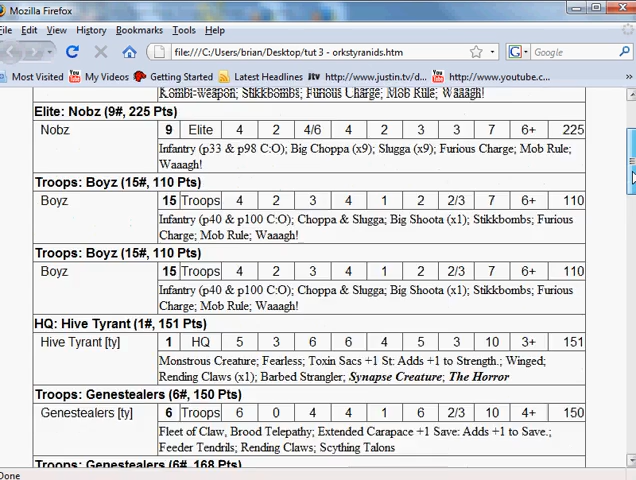 Mozilla Firefox
File Edit View History Bookmarks Tools Help
file:///C:/Users/brian/Desktop/tut 3 - orkstyranids.htm
G Google
Most Visited My Videos Getting Started Latest Headlines http://www.justin.tv/d... http://www.youtube.c...
Kombi-weapon; Stikkbombs; Furious Charge; Mob Rule; Waaagh!
Elite: Nobz (9#, 225 Pts)
Nobz 9 Elite 4 2 4/6 4 2 3 3 7 6+ 225
Infantry (p33 & p98 C:O); Big Choppa (x9); Slugga (x9); Furious Charge; Mob Rule;
Waaagh!
Troops: Boyz (15#, 110 Pts)
Boyz 15 Troops 4 2 3 4 1 2 2/3 7 6+ 110
Infantry (p40 & p100 C:O); Choppa & Slugga; Big Shoota (x1); Stikkbombs; Furious
Charge; Mob Rule; Waaagh!
Troops: Boyz (15#, 110 Pts)
Boyz 15 Troops 4 2 3 4 1 2 2/3 7 6+ 110
Infantry (p40 & p100 C:O); Choppa & Slugga; Big Shoota (x1); Stikkbombs; Furious
Charge; Mob Rule; Waaagh!
HQ: Hive Tyrant (1#, 151 Pts)
Hive Tyrant [ty] 1 HQ 5 3 6 6 4 5 3 10 3+ 151
Monstrous Creature; Fearless; Toxin Sacs +1 St: Adds +1 to Strength.; Winged;
Rending Claws (x1); Barbed Strangler; Synapse Creature; The Horror
Troops: Genestealers (6#, 150 Pts)
Genestealers [ty] 6 Troops 6 0 4 4 1 6 2/3 10 4+ 150
Fleet of Claw, Brood Telepathy; Extended Carapace +1 Save: Adds +1 to Save.;
Feeder Tendrils; Rending Claws; Scything Talons
Troops: Genestealers (6#, 168 Pts)
Done